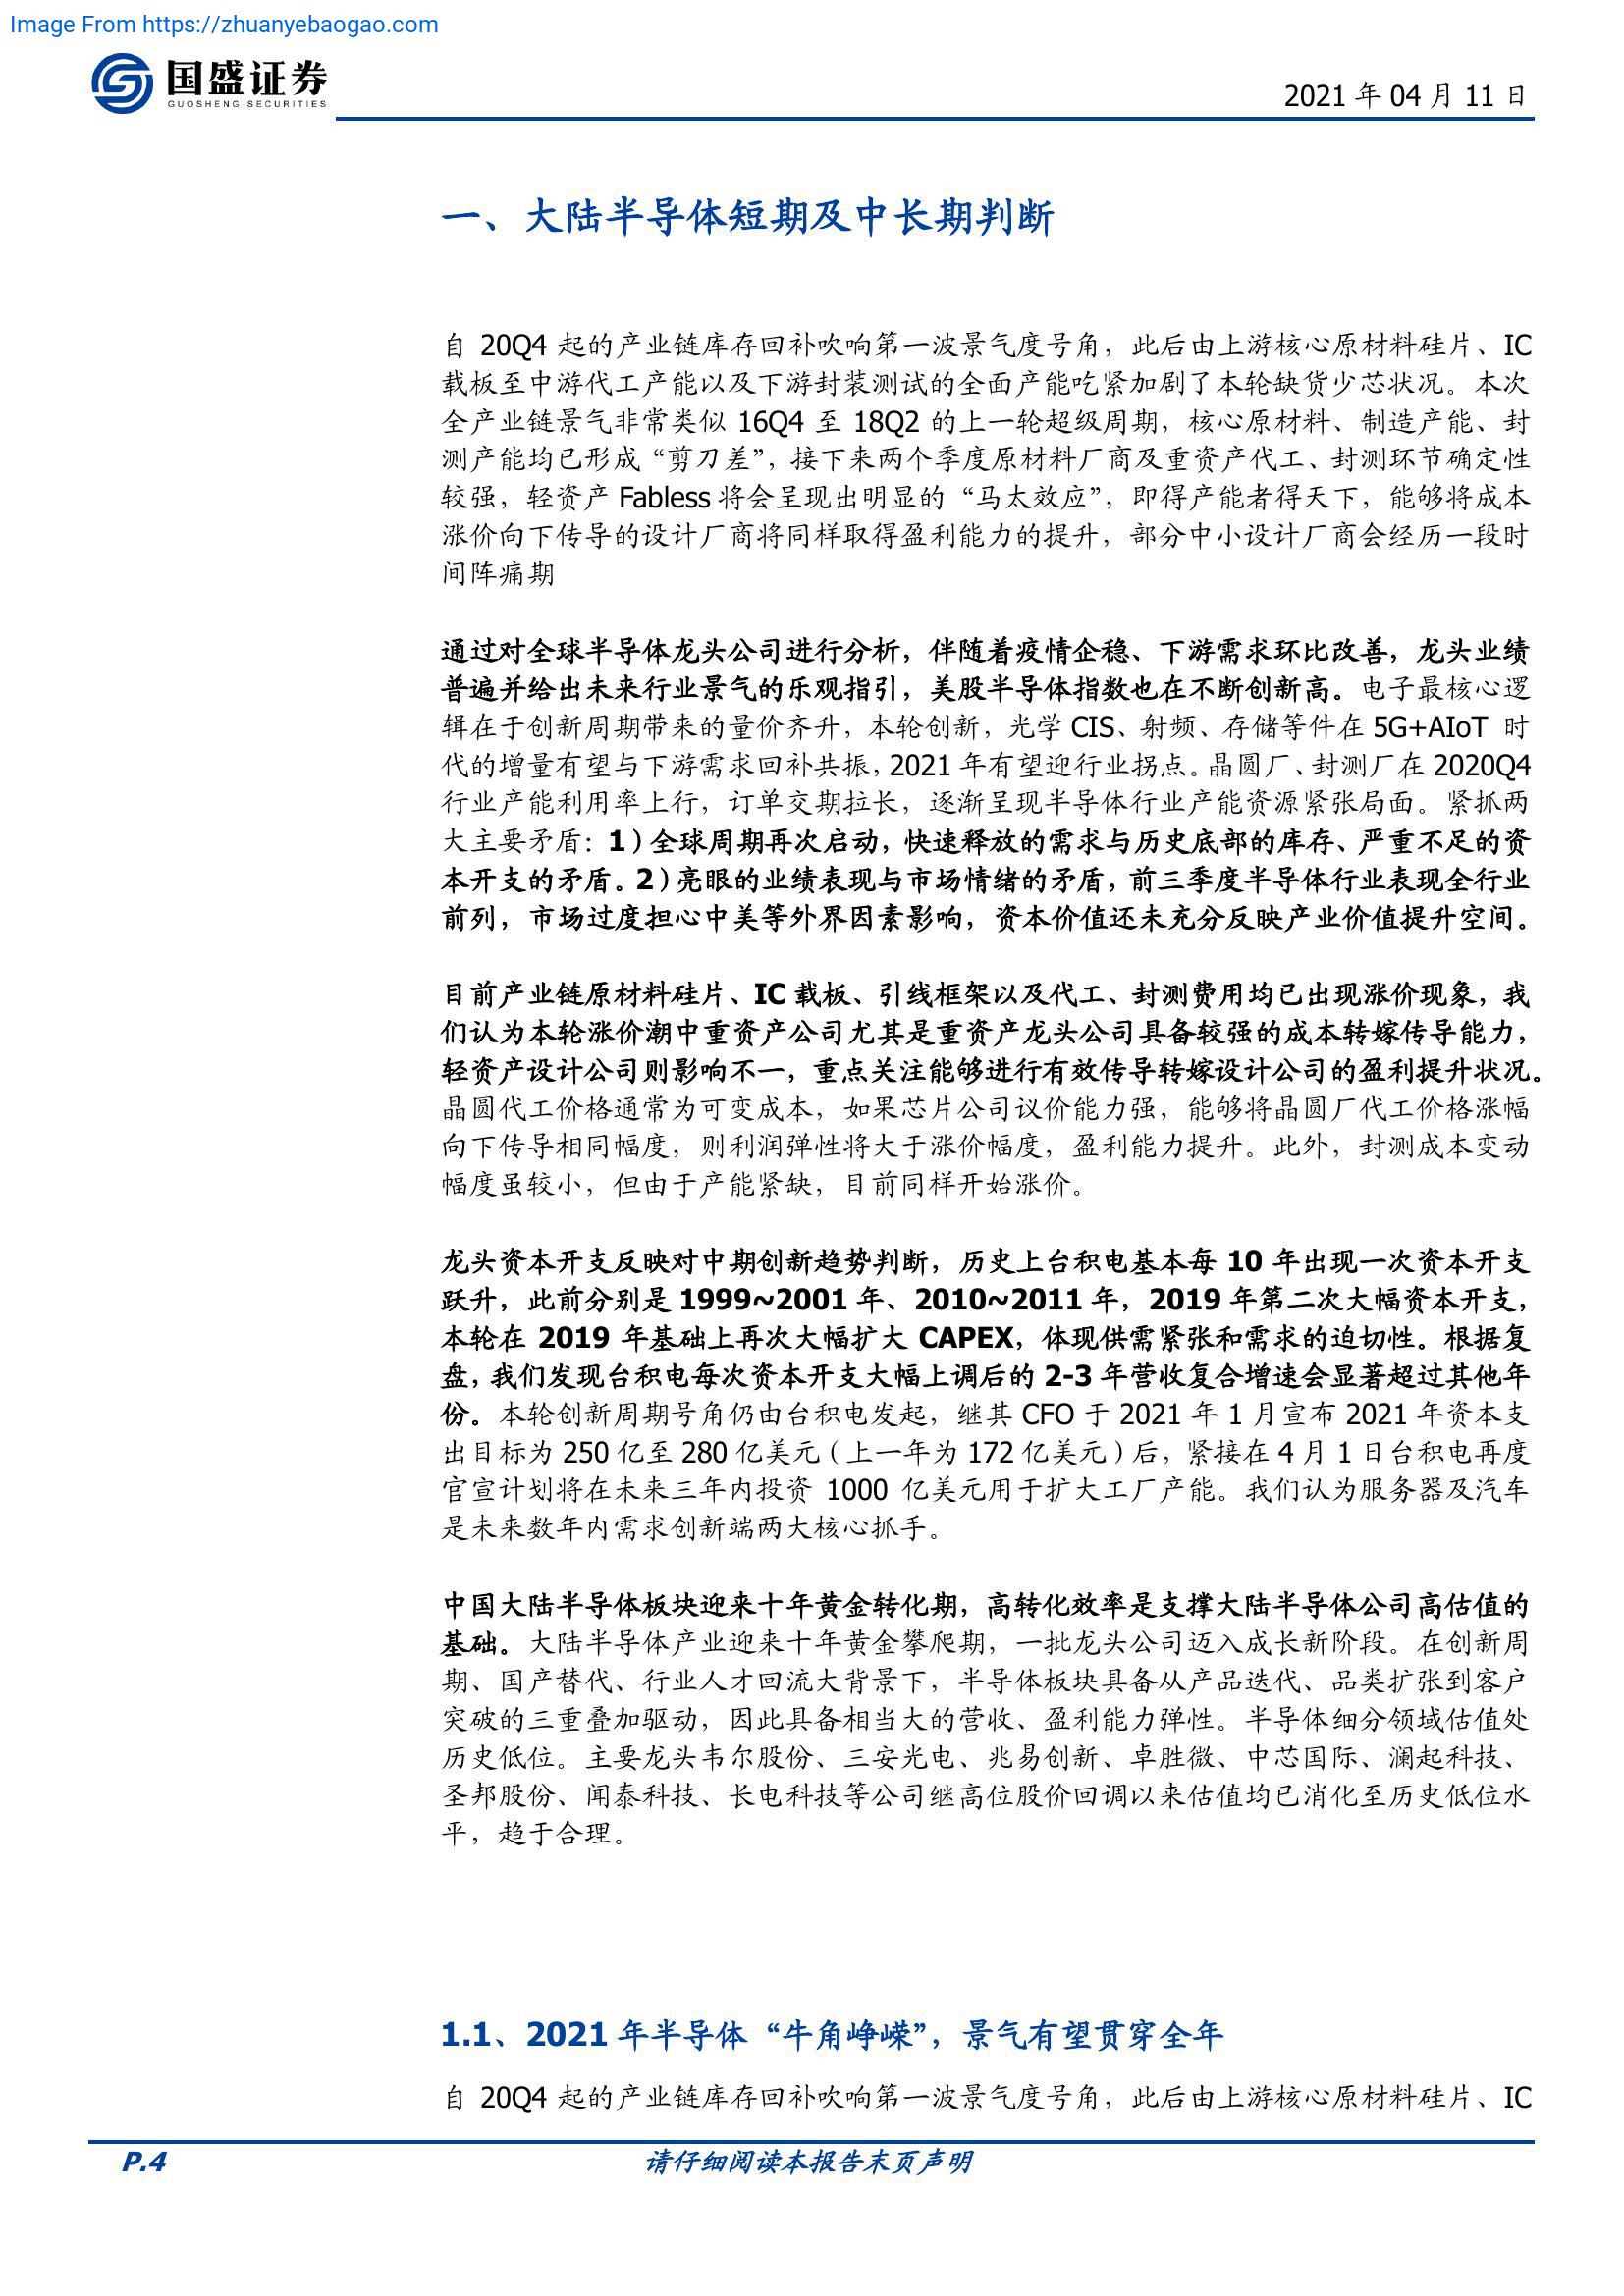 Image From https://zhuanyebaogao.com
国盛证券
GUOSHENG SECURITIES
2021 年 04 月 11 日
一、大陆半导体短期及中长期判断
自 20Q4 起的产业链库存回补吹响第一波景气度号角，此后由上游核心原材料硅片、IC
载板至中游代工产能以及下游封装测试的全面产能吃紧加剧了本轮缺货少芯状况。本次
全产业链景气非常类似 16Q4 至 18Q2 的上一轮超级周期，核心原材料、制造产能、封
测产能均已形成“剪刀差”，接下来两个季度原材料厂商及重资产代工、封测环节确定性
较强，轻资产 Fabless 将会呈现出明显的“马太效应”，即得产能者得天下，能够将成本
涨价向下传导的设计厂商将同样取得盈利能力的提升，部分中小设计厂商会经历一段时
间阵痛期
通过对全球半导体龙头公司进行分析，伴随着疫情企稳、下游需求环比改善，龙头业绩
普遍并给出未来行业景气的乐观指引，美股半导体指数也在不断创新高。电子最核心逻
辑在于创新周期带来的量价齐升，本轮创新，光学 CIS、射频、存储等件在 5G+AIoT 时
代的增量有望与下游需求回补共振，2021 年有望迎行业拐点。晶圆厂、封测厂在 2020Q4
行业产能利用率上行，订单交期拉长，逐渐呈现半导体行业产能资源紧张局面。紧抓两
大主要矛盾：1）全球周期再次启动，快速释放的需求与历史底部的库存、严重不足的资
本开支的矛盾。2）亮眼的业绩表现与市场情绪的矛盾，前三季度半导体行业表现全行业
前列，市场过度担心中美等外界因素影响，资本价值还未充分反映产业价值提升空间。
目前产业链原材料硅片、IC 载板、引线框架以及代工、封测费用均已出现涨价现象，我
们认为本轮涨价潮中重资产公司尤其是重资产龙头公司具备较强的成本转嫁传导能力，
轻资产设计公司则影响不一，重点关注能够进行有效传导转嫁设计公司的盈利提升状况。
晶圆代工价格通常为可变成本，如果芯片公司议价能力强，能够将晶圆厂代工价格涨幅
向下传导相同幅度，则利润弹性将大于涨价幅度，盈利能力提升。此外，封测成本变动
幅度虽较小，但由于产能紧缺，目前同样开始涨价。
龙头资本开支反映对中期创新趋势判断，历史上台积电基本每 10 年出现一次资本开支
跃升，此前分别是 1999~2001 年、2010~2011 年，2019 年第二次大幅资本开支，
本轮在 2019 年基础上再次大幅扩大 CAPEX，体现供需紧张和需求的迫切性。根据复
盘，我们发现台积电每次资本开支大幅上调后的 2-3 年营收复合增速会显著超过其他年
份。本轮创新周期号角仍由台积电发起，继其 CFO 于 2021 年 1 月宣布 2021 年资本支
出目标为 250 亿至 280 亿美元（上一年为 172 亿美元）后，紧接在 4 月 1 日台积电再度
官宣计划将在未来三年内投资 1000 亿美元用于扩大工厂产能。我们认为服务器及汽车
是未来数年内需求创新端两大核心抓手。
中国大陆半导体板块迎来十年黄金转化期，高转化效率是支撑大陆半导体公司高估值的
基础。大陆半导体产业迎来十年黄金攀爬期，一批龙头公司迈入成长新阶段。在创新周
期、国产替代、行业人才回流大背景下，半导体板块具备从产品迭代、品类扩张到客户
突破的三重叠加驱动，因此具备相当大的营收、盈利能力弹性。半导体细分领域估值处
历史低位。主要龙头韦尔股份、三安光电、兆易创新、卓胜微、中芯国际、澜起科技、
圣邦股份、闻泰科技、长电科技等公司继高位股价回调以来估值均已消化至历史低位水
平，趋于合理。
1.1、2021 年半导体“牛角峥嵘”，景气有望贯穿全年
自 20Q4 起的产业链库存回补吹响第一波景气度号角，此后由上游核心原材料硅片、IC
P.4
请仔细阅读本报告末页声明